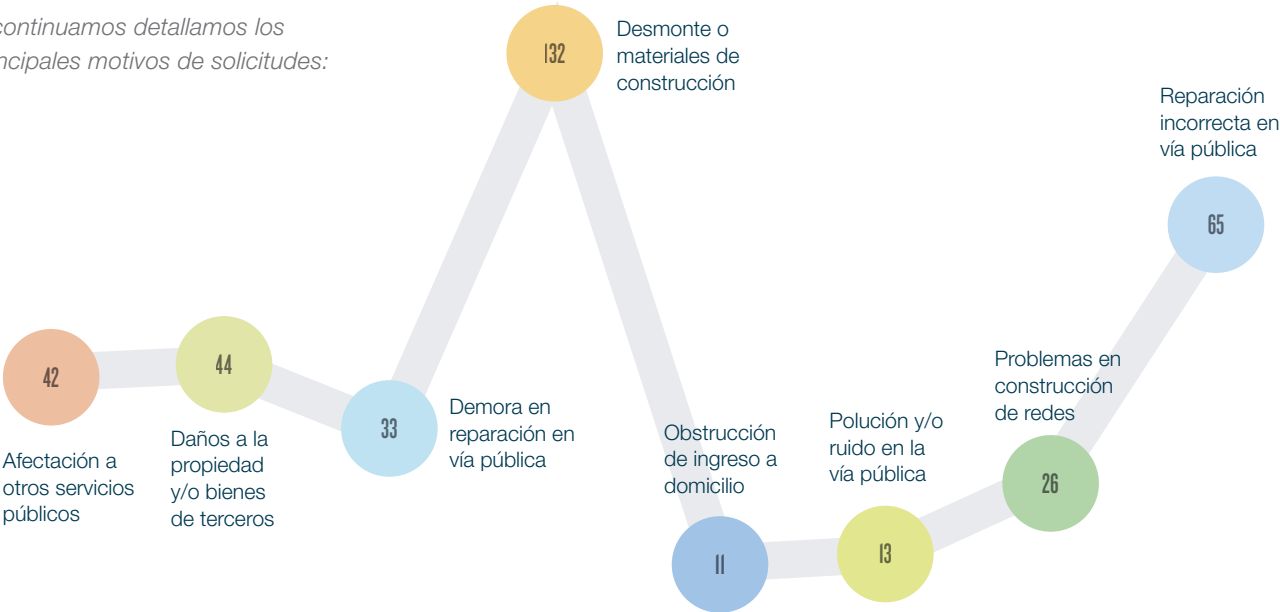 continuamos detallamos los
ncipales motivos de solicitudes:
132
Desmonte o
materiales de
construcción
Reparación
incorrecta en
vía pública
65
42
Afectación a
otros servicios
públicos
44
Daños a la
propiedad
y/o bienes
de terceros
33
Demora en
reparación en
vía pública
Obstrucción
de ingreso a
domicilio
11
Polución y/o
ruido en la
vía pública
13
Problemas en
construcción
de redes
26